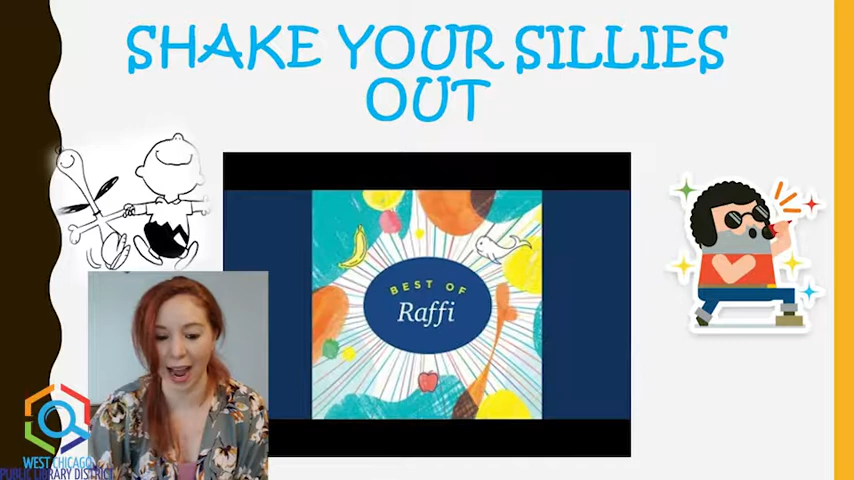 SHAKE YOUR SILLIES
OUT
BEST OF
Raffi
WEST CHICAGO
PUBLIC LIBRARY DISTRICT